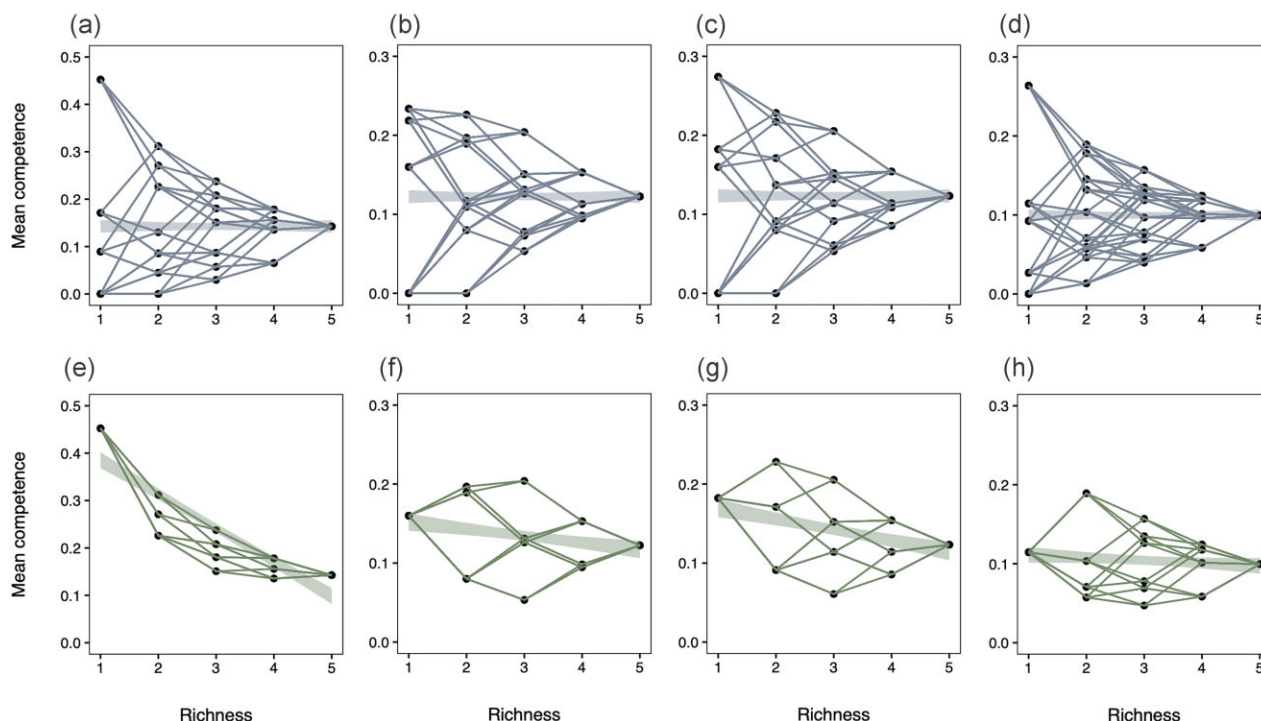 (a) (b) (c) (d)
Mean competence
0.5 0.3 0.3 0.3
0.4
0.3 0.2 0.2 0.2
0.2 0.1 0.1 0.1
0.1
0.0 0.0 0.0 0.0
1 2 3 4 5 1 2 3 4 5 1 2 3 4 5 1 2 3 4 5
(e) (f) (g) (h)
Mean competence
0.5 0.3 0.3 0.3
0.4
0.3 0.2 0.2 0.2
0.2 0.1 0.1 0.1
0.1
0.0 0.0 0.0 0.0
1 2 3 4 5 1 2 3 4 5 1 2 3 4 5 1 2 3 4 5
Richness Richness Richness Richness